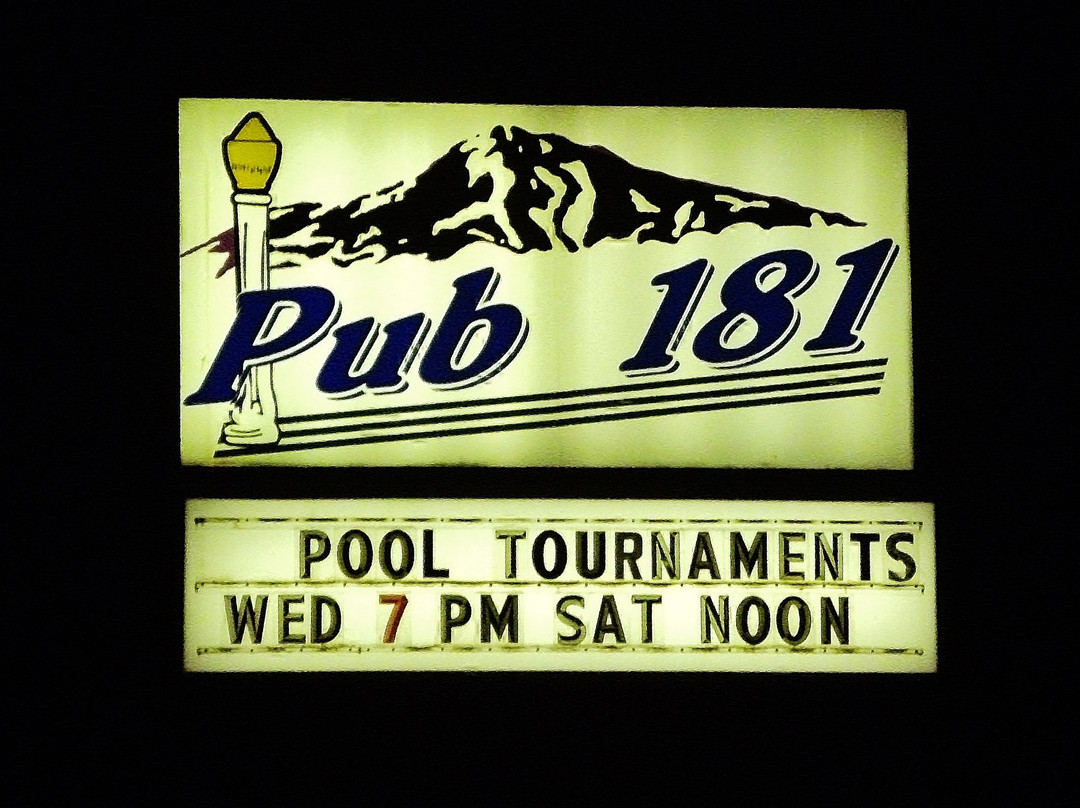 Pub 181
POOL TOURNAMENTS
WED 7 PM SAT NOON